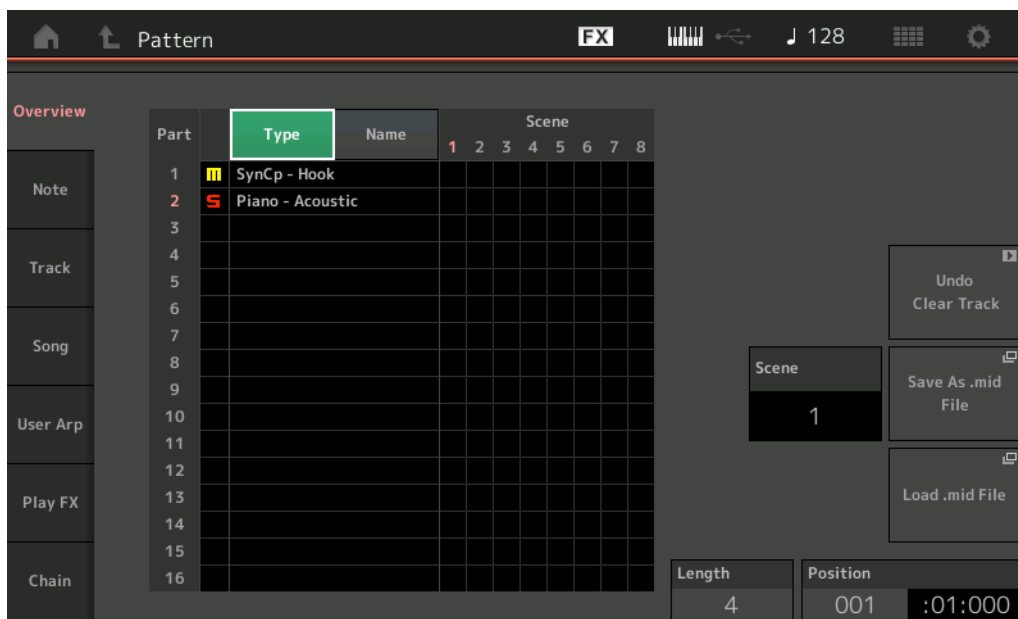 Pattern FX 128
Overview
Note
Track
Song
User Arp
Play FX
Chain
Part Type Name Scene
1 2 3 4 5 6 7 8
1 M SynCp - Hook
2 S Piano - Acoustic
3
4
5
6
7
8
9
10
11
12
13
14
15
16
Undo
Clear Track
Scene
1
Save As .mid
File
Load .mid File
Length
4
Position
001 :01:000